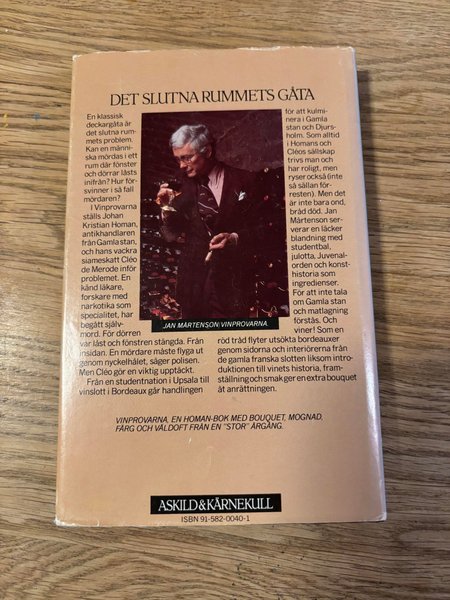 DET SLUTNA RUMMETS GÅTA
En klassisk
deckargåta är
det slutna rum-
mets problem.
Kan en männi-
ska mördas i ett
rum där fönster
och dörrar låsts
inifrån? Hur för-
svinner i så fall
mördaren?
I Vinprovarna
ställs Johan
Kristian Homan,
antikhandlaren
från Gamla stan,
och hans vackra
siameskatt Cléo
de Merode inför
problemet. En
känd läkare,
forskare med
narkotika som
specialitet, har
begått själv-
mord. För dörren
var låst och fönstren stängda. Från
insidan. En mördare måste flyga ut
genom nyckelhålet, säger polisen.
Men Cléo gör en viktig upptäckt.
Från en studentnation i Upsala till
vinslott i Bordeaux går handlingen
för att kulmi-
nera i Gamla
stan och Djurs-
holm. Som alltid
i Homans och
Cléos sällskap
trivs man och
har roligt, men
ryser också (inte
så sällan för-
resten). Men det
är inte bara ond,
bråd död. Jan
Mårtenson ser-
verar en läcker
blandning med
studentbal,
julotta, Juvenal-
orden och konst-
historia som
ingredienser.
För att inte tala
om Gamla stan
och matlagning
förstås. Och
viner! Som en
röd tråd flyter utsökta bordeauxer
genom sidorna och interiörerna från
de gamla franska slotten liksom intro-
duktionen till vinets historia, fram-
ställning och smak ger en extra bouquet
åt anrättningen.
JAN MÅRTENSON: VINPROVARNA.
VINPROVARNA, EN HOMAN-BOK MED BOUQUET, MOGNAD,
FÄRG OCH VÄLDOFT FRÅN EN "STOR" ÅRGÅNG.
ASKILD & KÄRNEKULL
ISBN 91-582-0040-1